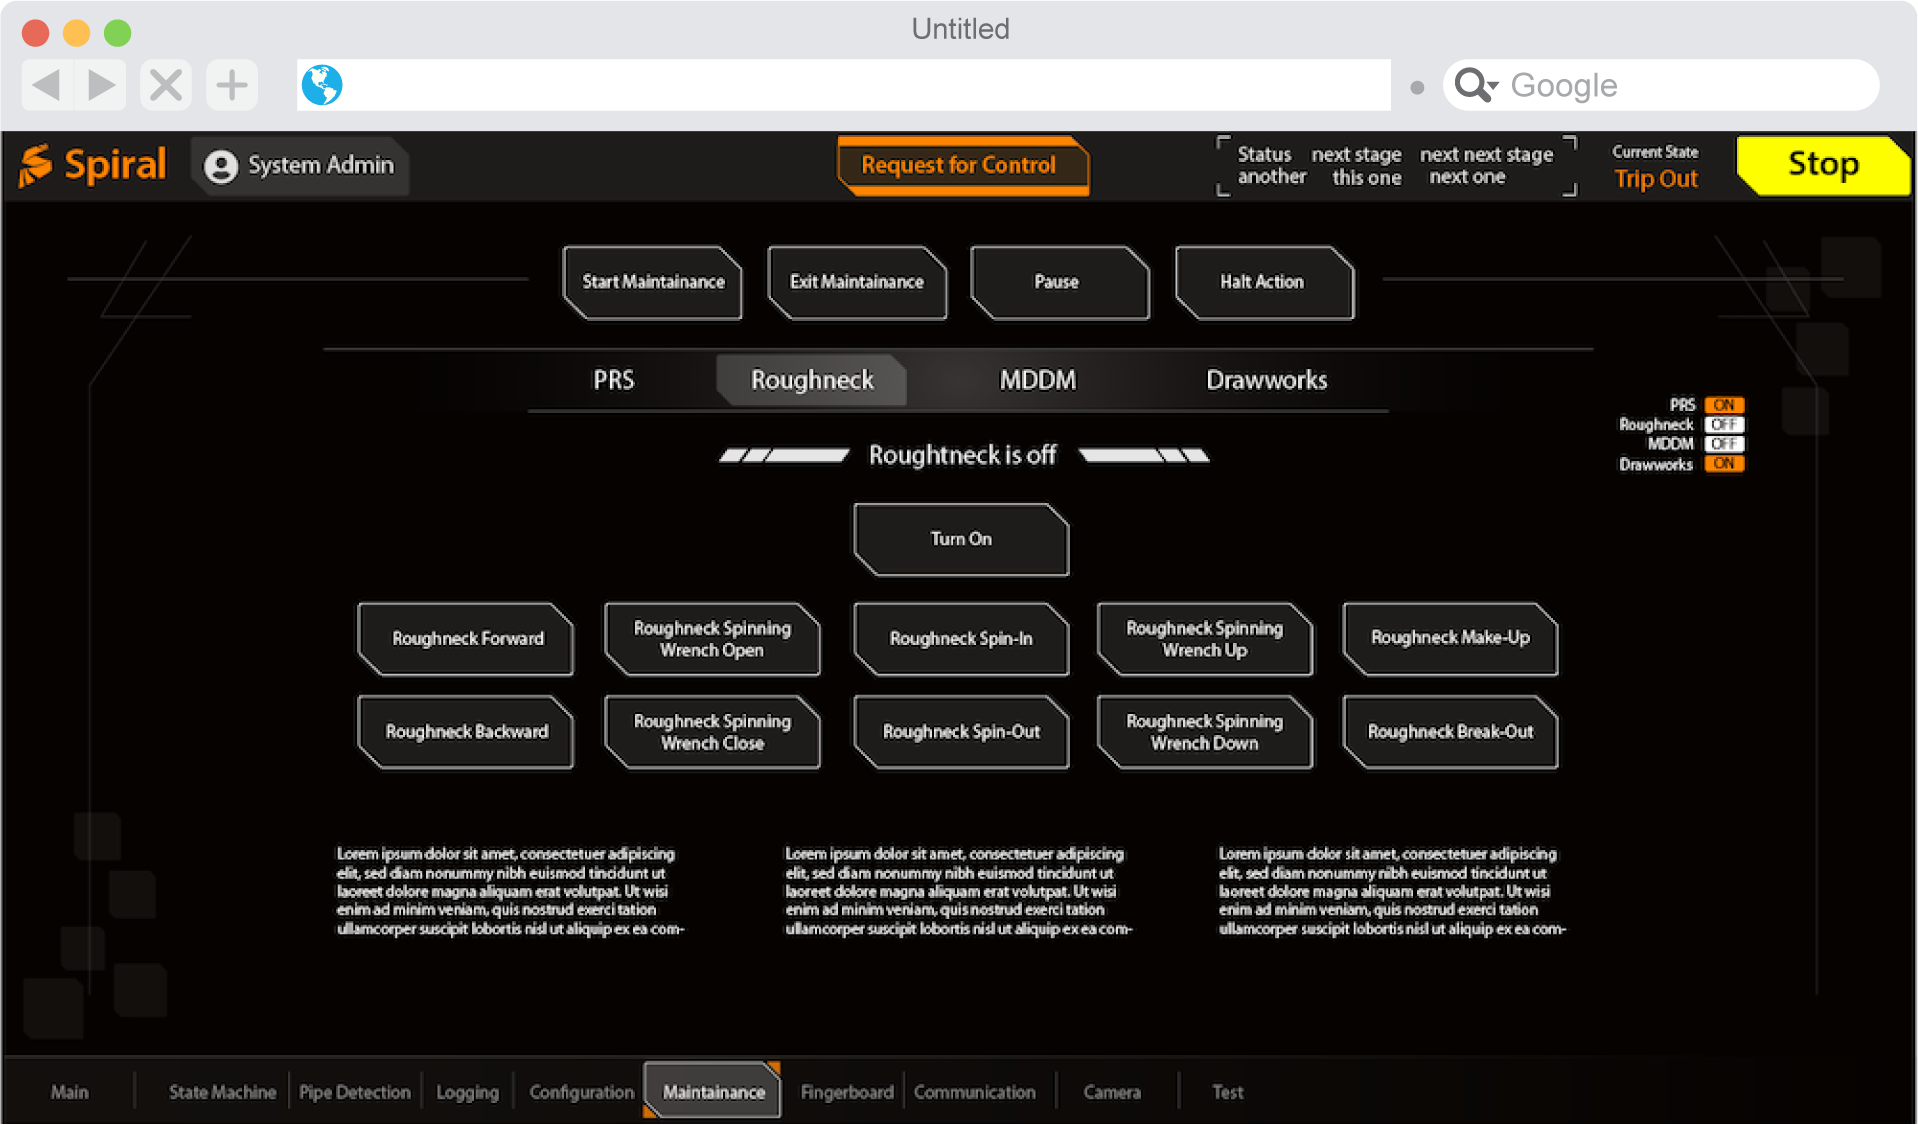 Untitled
Google
Spiral
System Admin
Request for Control
Status next stage next next stage
another this one next one
Current State
Trip Out
Stop
Start Maintainance
Exit Maintainance
Pause
Halt Action
PRS
Roughneck
MDDM
Drawworks
PRS ON
Roughneck OFF
MDDM OFF
Drawworks ON
Roughtneck is off
Turn On
Roughneck Forward
Roughneck Spinning
Wrench Open
Roughneck Spin-In
Roughneck Spinning
Wrench Up
Roughneck Make-Up
Roughneck Backward
Roughneck Spinning
Wrench Close
Roughneck Spin-Out
Roughneck Spinning
Wrench Down
Roughneck Break-Out
Lorem ipsum dolor sit amet, consectetuer adipiscing
elit, sed diam nonummy nibh euismod tincidunt ut
laoreet dolore magna aliquam erat volutpat. Ut wisi
enim ad minim veniam, quis nostrud exerci tation
ullamcorper suscipit lobortis nisl ut aliquip ex ea com-
Lorem ipsum dolor sit amet, consectetuer adipiscing
elit, sed diam nonummy nibh euismod tincidunt ut
laoreet dolore magna aliquam erat volutpat. Ut wisi
enim ad minim veniam, quis nostrud exerci tation
ullamcorper suscipit lobortis nisl ut aliquip ex ea com-
Lorem ipsum dolor sit amet, consectetuer adipiscing
elit, sed diam nonummy nibh euismod tincidunt ut
laoreet dolore magna aliquam erat volutpat. Ut wisi
enim ad minim veniam, quis nostrud exerci tation
ullamcorper suscipit lobortis nisl ut aliquip ex ea com-
Main
State Machine
Pipe Detection
Logging
Configuration
Maintainance
Fingerboard
Communication
Camera
Test